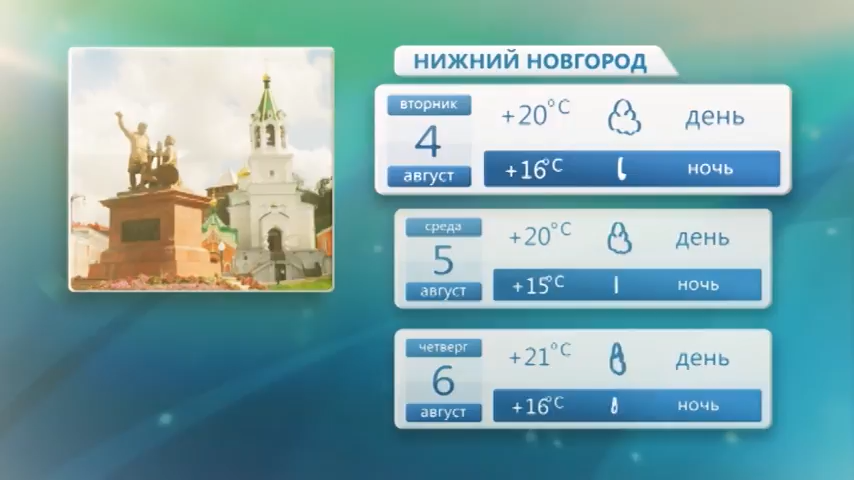 НИЖНИЙ НОВГОРОД
вторник
4
август
+20°C день
+16°C ночь
среда
5
август
+20°C день
+15°C ночь
четверг
6
август
+21°C день
+16°C ночь